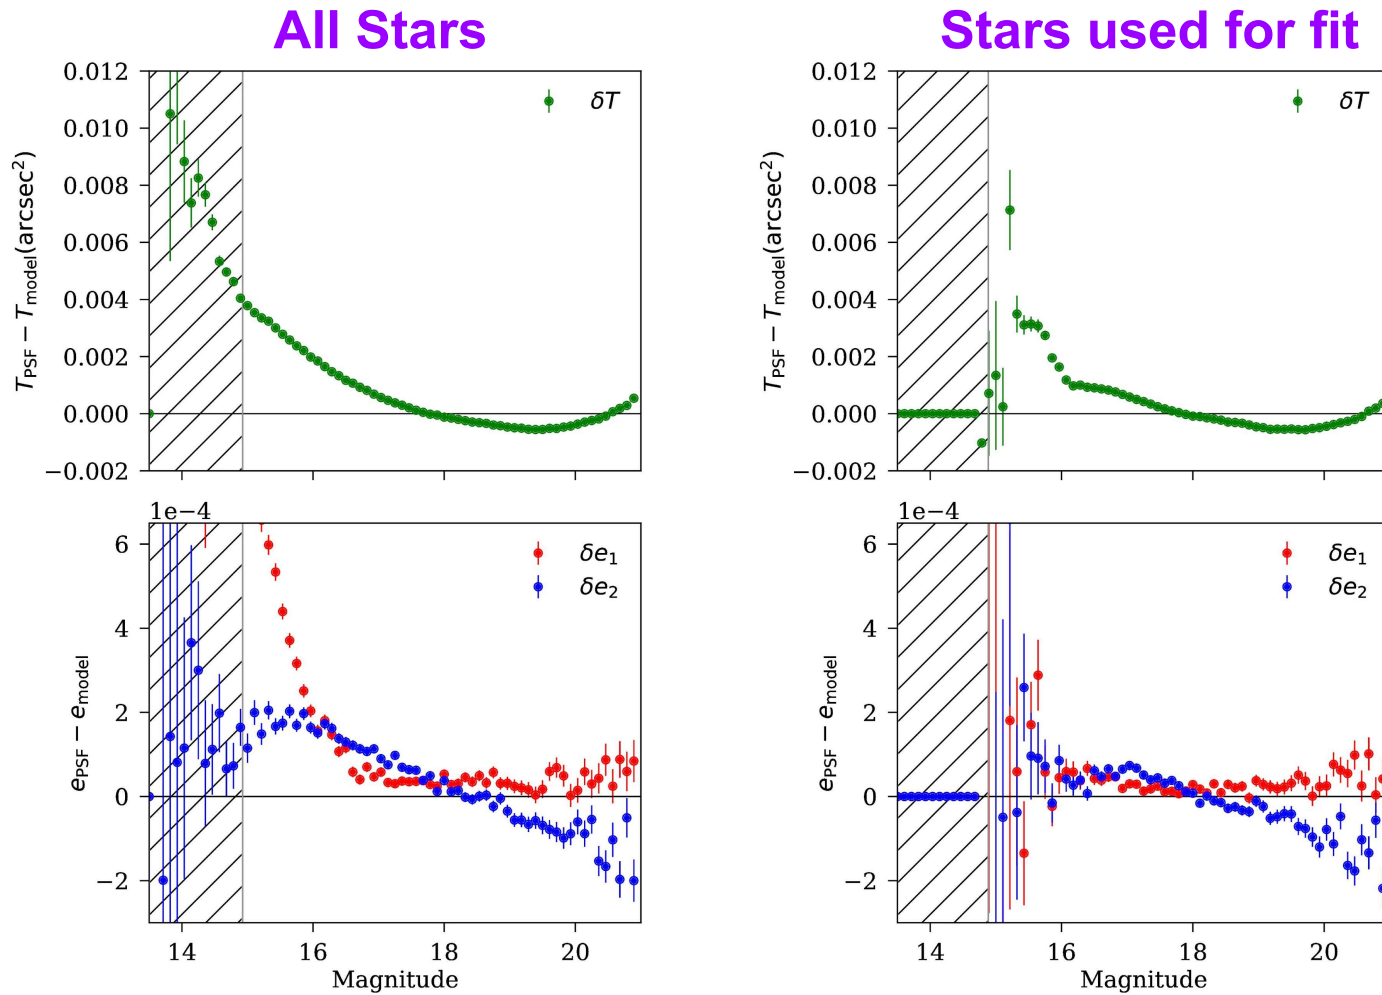 All Stars
Stars used for fit
0.012
0.010
0.008
0.006
0.004
0.002
0.000
−0.002
T_PSF − T_model(arcsec²)
δT
0.012
0.010
0.008
0.006
0.004
0.002
0.000
−0.002
T_PSF − T_model(arcsec²)
δT
1e−4
6
4
2
0
−2
e_PSF − e_model
δe₁
δe₂
14 16 18 20
Magnitude
1e−4
6
4
2
0
−2
e_PSF − e_model
δe₁
δe₂
14 16 18 20
Magnitude